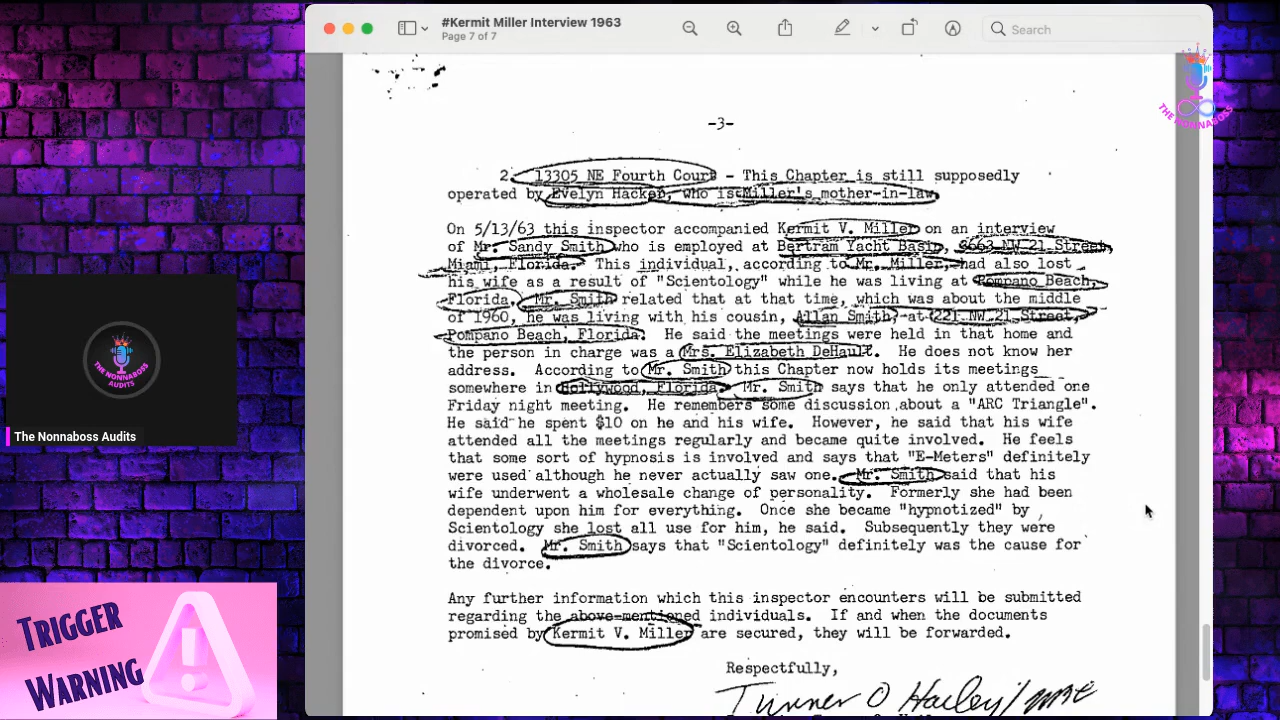 #Kermit Miller Interview 1963
Page 7 of 7
Search
THE NONNABOSS
-3-
2. 13305 NE Fourth Court - This Chapter is still supposedly
operated by Evelyn Hacker, who is Miller's mother-in-law
On 5/13/63 this inspector accompanied Kermit V. Miller on an interview
of Mr. Sandy Smith who is employed at Bertram Yacht Basin, 3663 NW 21 Street,
Miami, Florida. This individual, according to Mr. Miller, had also lost
his wife as a result of "Scientology" while he was living at Pompano Beach,
Florida. Mr. Smith related that at that time, which was about the middle
of 1960, he was living with his cousin, Allan Smith, at 221 NW 21 Street,
Pompano Beach, Florida. He said the meetings were held in that home and
the person in charge was a Mrs. Elizabeth DeHault. He does not know her
address. According to Mr. Smith this Chapter now holds its meetings
somewhere in Hollywood, Florida. Mr. Smith says that he only attended one
Friday night meeting. He remembers some discussion about a "ARC Triangle".
He said he spent $10 on he and his wife. However, he said that his wife
attended all the meetings regularly and became quite involved. He feels
that some sort of hypnosis is involved and says that "E-Meters" definitely
were used although he never actually saw one. Mr. Smith said that his
wife underwent a wholesale change of personality. Formerly she had been
dependent upon him for everything. Once she became "hypnotized" by
Scientology she lost all use for him, he said. Subsequently they were
divorced. Mr. Smith says that "Scientology" definitely was the cause for
the divorce.
Any further information which this inspector encounters will be submitted
regarding the above-mentioned individuals. If and when the documents
promised by Kermit V. Miller are secured, they will be forwarded.
Respectfully,
THE NONNABOSS
AUDITS
The Nonnaboss Audits
TRIGGER
WARNING